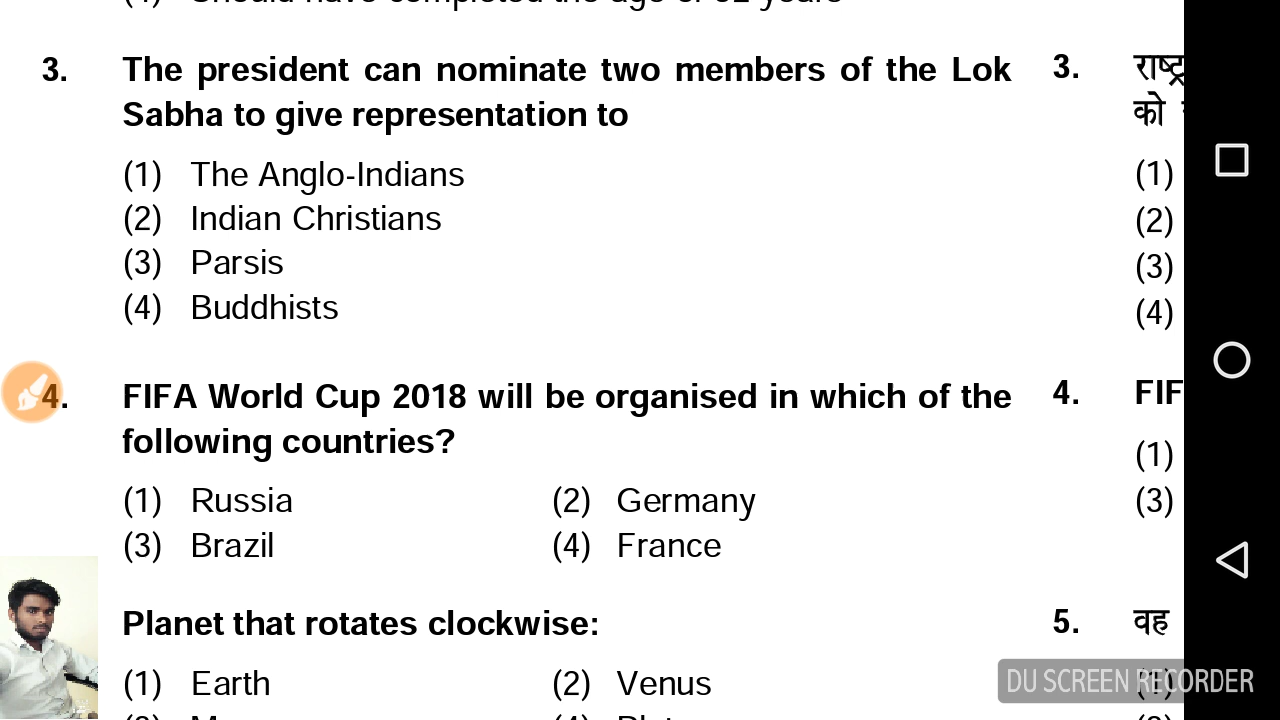 3. The president can nominate two members of the Lok
Sabha to give representation to
(1) The Anglo-Indians
(2) Indian Christians
(3) Parsis
(4) Buddhists
4. FIFA World Cup 2018 will be organised in which of the
following countries?
(1) Russia (2) Germany
(3) Brazil (4) France
Planet that rotates clockwise:
(1) Earth (2) Venus
3. राष्ट्र
को
(1)
(2)
(3)
(4)
4. FIF
(1)
(3)
5. वह
DU SCREEN RECORDER